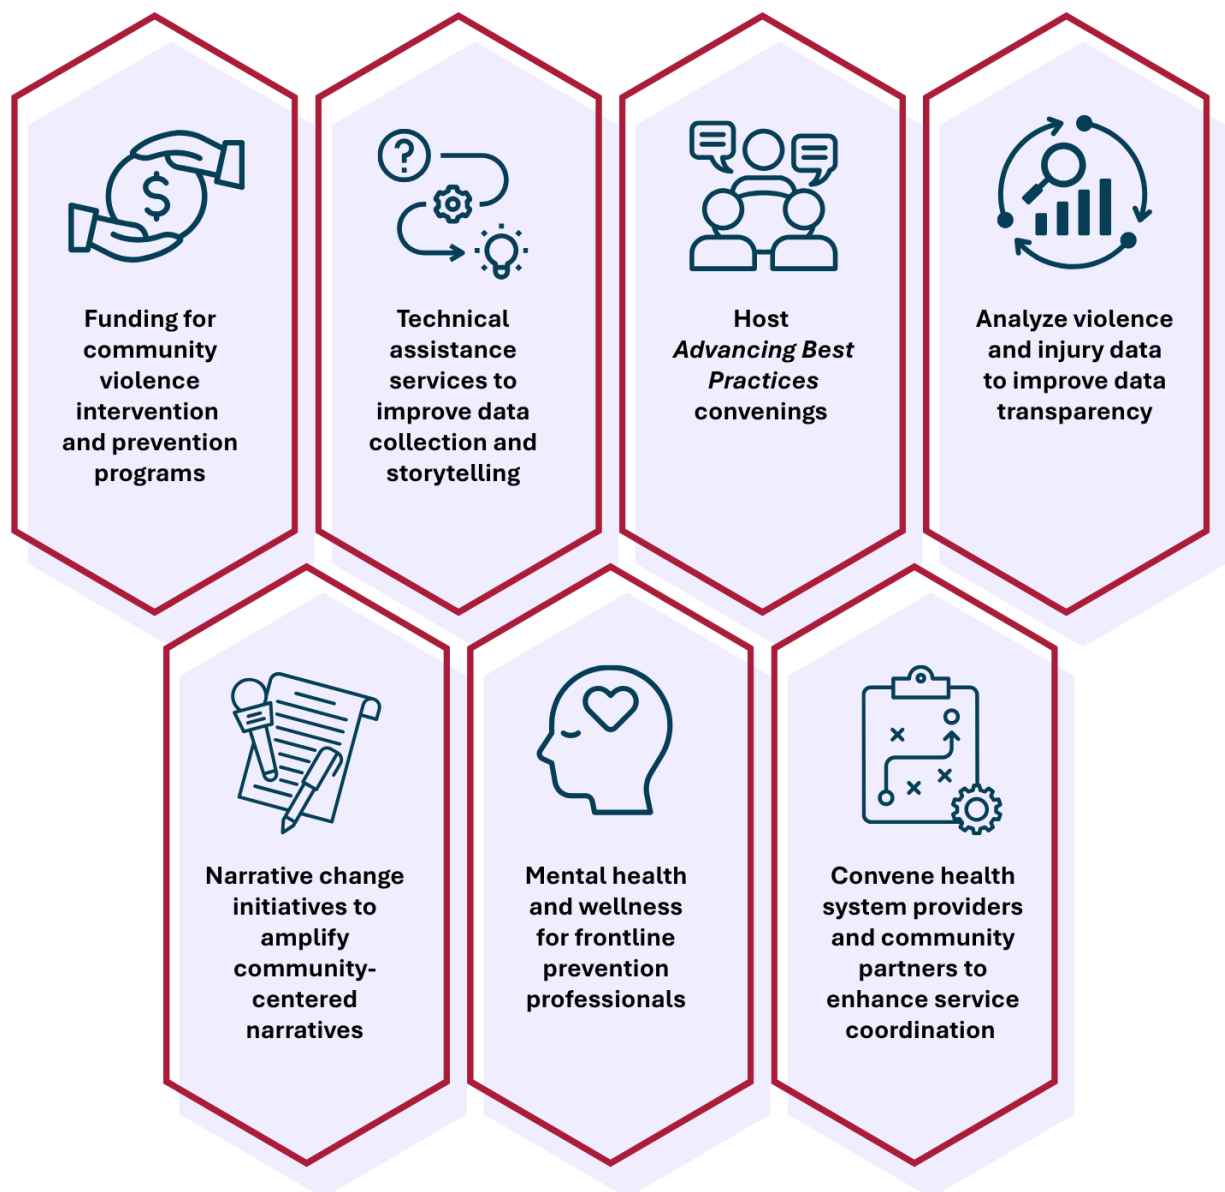 Funding for
community
violence
intervention
and prevention
programs
Technical
assistance
services to
improve data
collection and
storytelling
Host
Advancing Best
Practices
convenings
Analyze violence
and injury data
to improve data
transparency
Narrative change
initiatives to
amplify
community-
centered
narratives
Mental health
and wellness
for frontline
prevention
professionals
Convene health
system providers
and community
partners to
enhance service
coordination